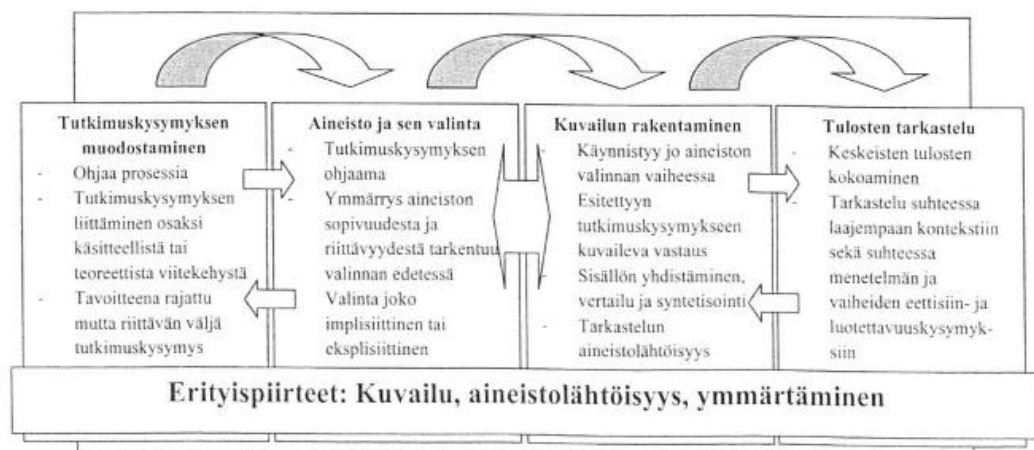 Tutkimuskysymyksen
muodostaminen
- Ohjaa prosessia
- Tutkimuskysymyksen
liittäminen osaksi
käsitteellistä tai
teoreettista viitekehystä
- Tavoitteena rajattu
mutta riittävän väljä
tutkimuskysymys
Aineisto ja sen valinta
- Tutkimuskysymyksen
ohjaama
- Ymmärrys aineiston
sopivuudesta ja
riittävyydestä tarkentuu
valinnan edetessä
- Valinta joko
implisiittinen tai
eksplisiittinen
Kuvailun rakentaminen
- Käynnistyy jo aineiston
valinnan vaiheessa
Esitettyyn
tutkimuskysymykseen
kuvaileva vastaus
- Sisällön yhdistäminen,
vertailu ja syntetisointi
- Tarkastelun
aineistolähtöisyys
Tulosten tarkastelu
- Keskeisten tulosten
kokoaminen
- Tarkastelu suhteessa
laajempaan kontekstiin
sekä suhteessa
menetelmän ja
vaiheiden eettisiin- ja
luotettavuuskysymyk-
siin
Erityispiirteet: Kuvailu, aineistolähtöisyys, ymmärtäminen